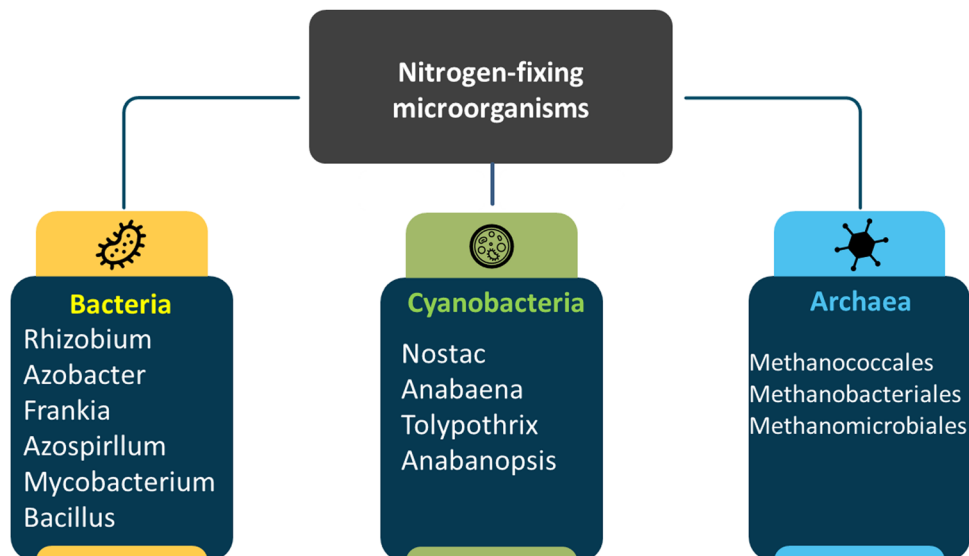 Nitrogen-fixing
microorganisms
Bacteria
Rhizobium
Azobacter
Frankia
Azospirllum
Mycobacterium
Bacillus
Cyanobacteria
Nostac
Anabaena
Tolypothrix
Anabanopsis
Archaea
Methanococcales
Methanobacteriales
Methanomicrobiales